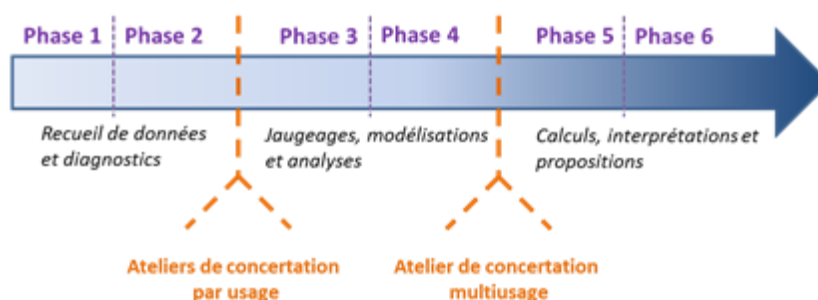 Phase 1 Phase 2 Phase 3 Phase 4 Phase 5 Phase 6
Recueil de données
et diagnostics
Jaugeages, modélisations
et analyses
Calculs, interprétations et
propositions
Ateliers de concertation
par usage
Atelier de concertation
multiusage